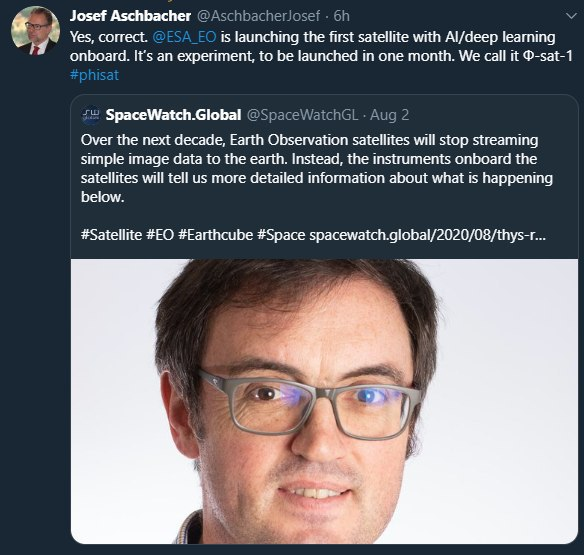 Josef Aschbacher @AschbacherJosef · 6h
Yes, correct. @ESA_EO is launching the first satellite with AI/deep learning
onboard. It's an experiment, to be launched in one month. We call it Φ-sat-1
#phisat
SpaceWatch.Global @SpaceWatchGL · Aug 2
Over the next decade, Earth Observation satellites will stop streaming
simple image data to the earth. Instead, the instruments onboard the
satellites will tell us more detailed information about what is happening
below.
#Satellite #EO #Earthcube #Space spacewatch.global/2020/08/thys-r...